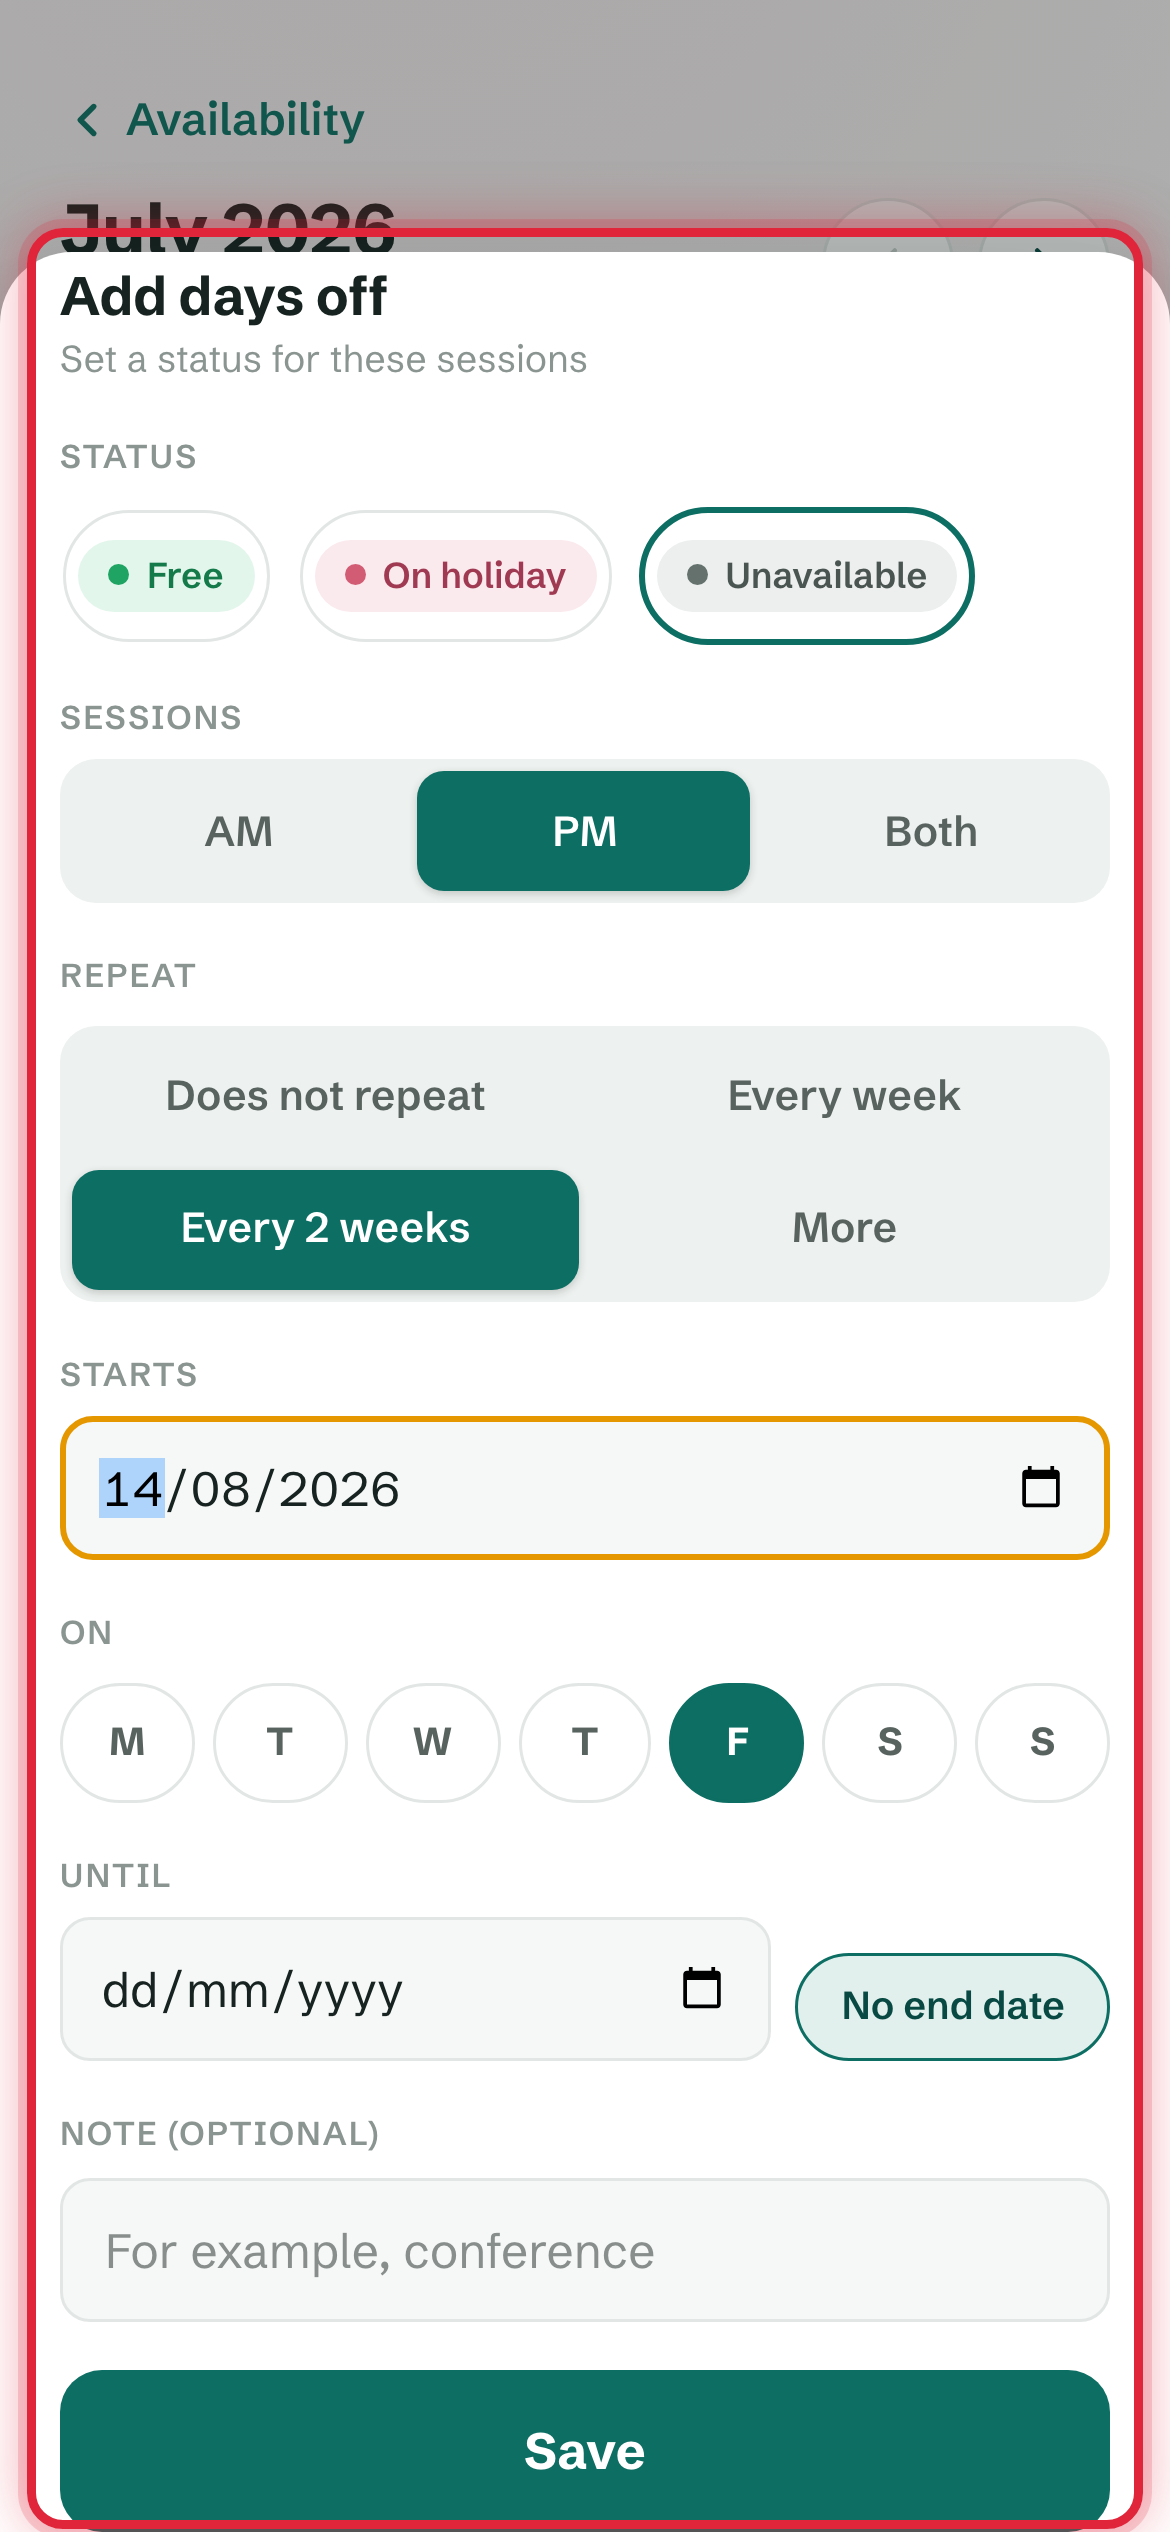 Availability
July 2026
Add days off
Set a status for these sessions
STATUS
Free
On holiday
Unavailable
SESSIONS
AM
PM
Both
REPEAT
Does not repeat
Every week
Every 2 weeks
More
STARTS
14/08/2026
ON
M
T
W
T
F
S
S
UNTIL
dd/mm/yyyy
No end date
NOTE (OPTIONAL)
For example, conference
Save